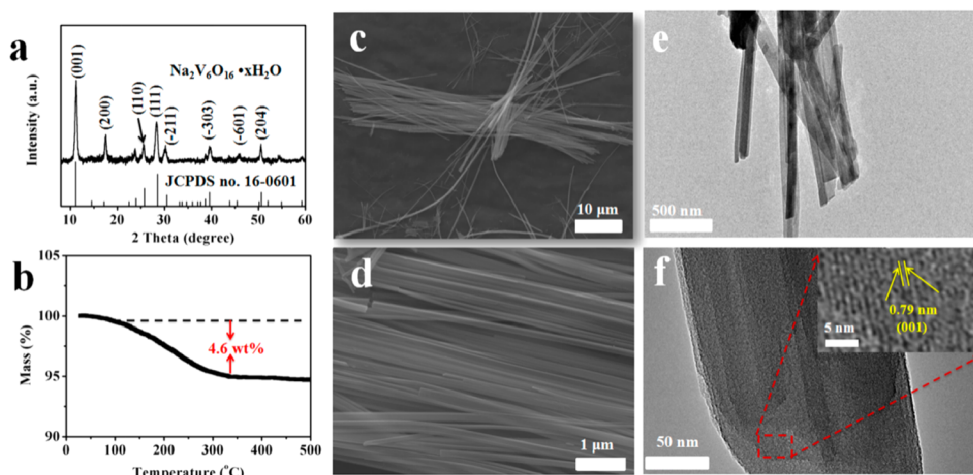 a
(001)
(200)
(110)
(111)
(-211)
(-303)
(-601)
(204)
Na₂V₆O₁₆ •xH₂O
JCPDS no. 16-0601
Intensity (a.u.)
10 20 30 40 50 60
2 Theta (degree)
b
105
100
95
90
Mass (%)
4.6 wt%
0 100 200 300 400 500
Temperature (°C)
c
10 µm
d
1 µm
e
500 nm
f
0.79 nm
(001)
5 nm
50 nm